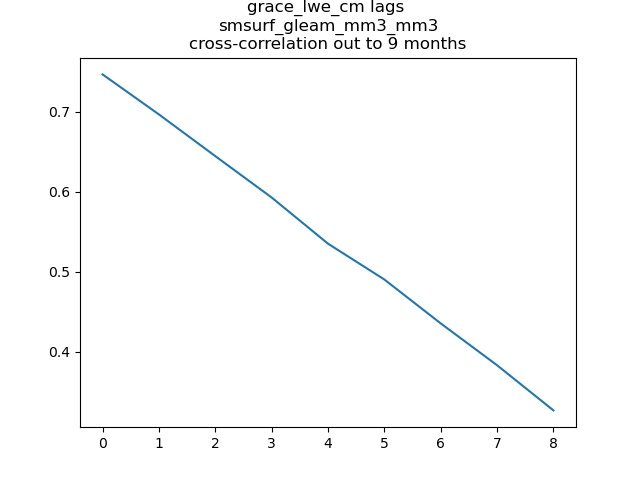 grace_lwe_cm lags
smsurf_gleam_mm3_mm3
cross-correlation out to 9 months
0.7
0.6
0.5
0.4
0 1 2 3 4 5 6 7 8